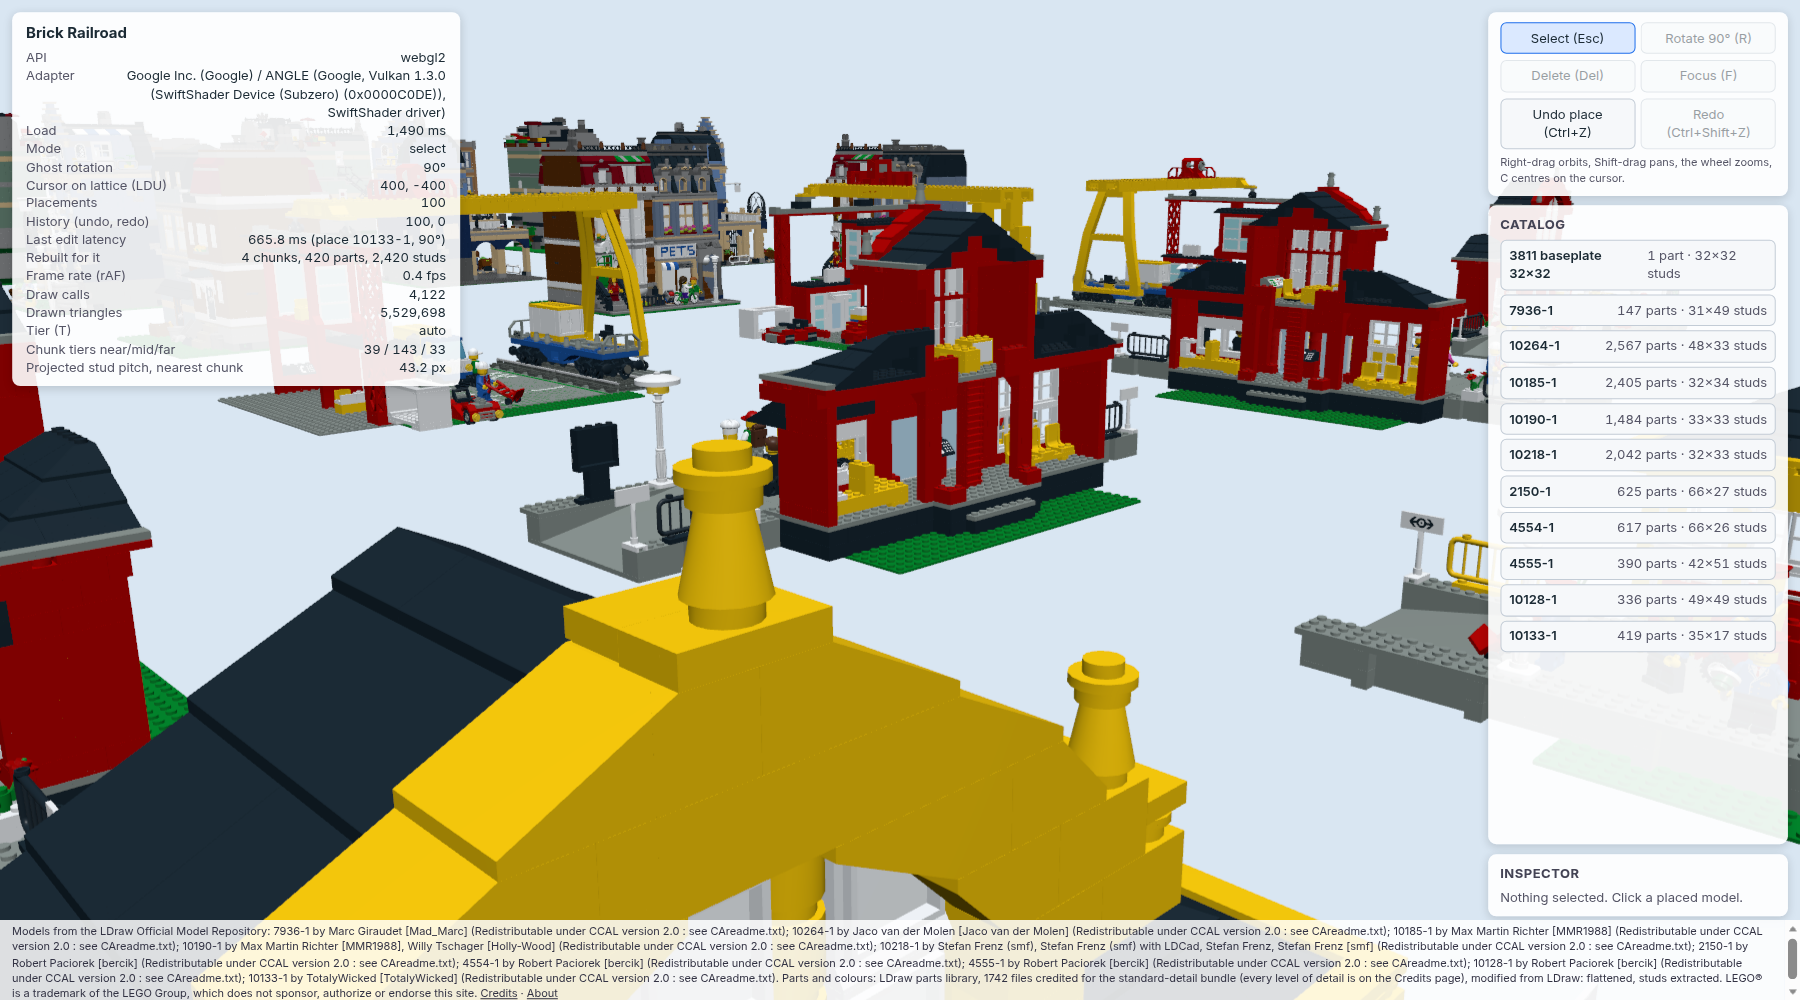 Brick Railroad
API webgl2
Adapter Google Inc. (Google) / ANGLE (Google, Vulkan 1.3.0
(SwiftShader Device (Subzero) (0x0000C0DE)),
SwiftShader driver)
Load 1,490 ms
Mode select
Ghost rotation 90°
Cursor on lattice (LDU) 400, -400
Placements 100
History (undo, redo) 100, 0
Last edit latency 665.8 ms (place 10133-1, 90°)
Rebuilt for it 4 chunks, 420 parts, 2,420 studs
Frame rate (rAF) 0.4 fps
Draw calls 4,122
Drawn triangles 5,529,698
Tier (T) auto
Chunk tiers near/mid/far 39 / 143 / 33
Projected stud pitch, nearest chunk 43.2 px
PETS
Select (Esc) Rotate 90° (R)
Delete (Del) Focus (F)
Undo place
(Ctrl+Z)
Redo
(Ctrl+Shift+Z)
Right-drag orbits, Shift-drag pans, the wheel zooms,
C centres on the cursor.
CATALOG
3811 baseplate
32×32
1 part · 32×32
studs
7936-1 147 parts · 31×49 studs
10264-1 2,567 parts · 48×33 studs
10185-1 2,405 parts · 32×34 studs
10190-1 1,484 parts · 33×33 studs
10218-1 2,042 parts · 32×33 studs
2150-1 625 parts · 66×27 studs
4554-1 617 parts · 66×26 studs
4555-1 390 parts · 42×51 studs
10128-1 336 parts · 49×49 studs
10133-1 419 parts · 35×17 studs
INSPECTOR
Nothing selected. Click a placed model.
Models from the LDraw Official Model Repository: 7936-1 by Marc Giraudet [Mad_Marc] (Redistributable under CCAL version 2.0 : see CAreadme.txt); 10264-1 by Jaco van der Molen [Jaco van der Molen] (Redistributable under CCAL version 2.0 : see CAreadme.txt); 10185-1 by Max Martin Richter [MMR1988] (Redistributable under CCAL
version 2.0 : see CAreadme.txt); 10190-1 by Max Martin Richter [MMR1988], Willy Tschager [Holly-Wood] (Redistributable under CCAL version 2.0 : see CAreadme.txt); 10218-1 by Stefan Frenz (smf), Stefan Frenz (smf) with LDCad, Stefan Frenz, Stefan Frenz [smf] (Redistributable under CCAL version 2.0 : see CAreadme.txt); 2150-1 by
Robert Paciorek [bercik] (Redistributable under CCAL version 2.0 : see CAreadme.txt); 4554-1 by Robert Paciorek [bercik] (Redistributable under CCAL version 2.0 : see CAreadme.txt); 4555-1 by Robert Paciorek [bercik] (Redistributable under CCAL version 2.0 : see CAreadme.txt); 10128-1 by Robert Paciorek [bercik] (Redistributable
under CCAL version 2.0 : see CAreadme.txt); 10133-1 by TotalyWicked [TotalyWicked] (Redistributable under CCAL version 2.0 : see CAreadme.txt). Parts and colours: LDraw parts library, 1742 files credited for the standard-detail bundle (every level of detail is on the Credits page), modified from LDraw: flattened, studs extracted. LEGO®
is a trademark of the LEGO Group, which does not sponsor, authorize or endorse this site. Credits · About